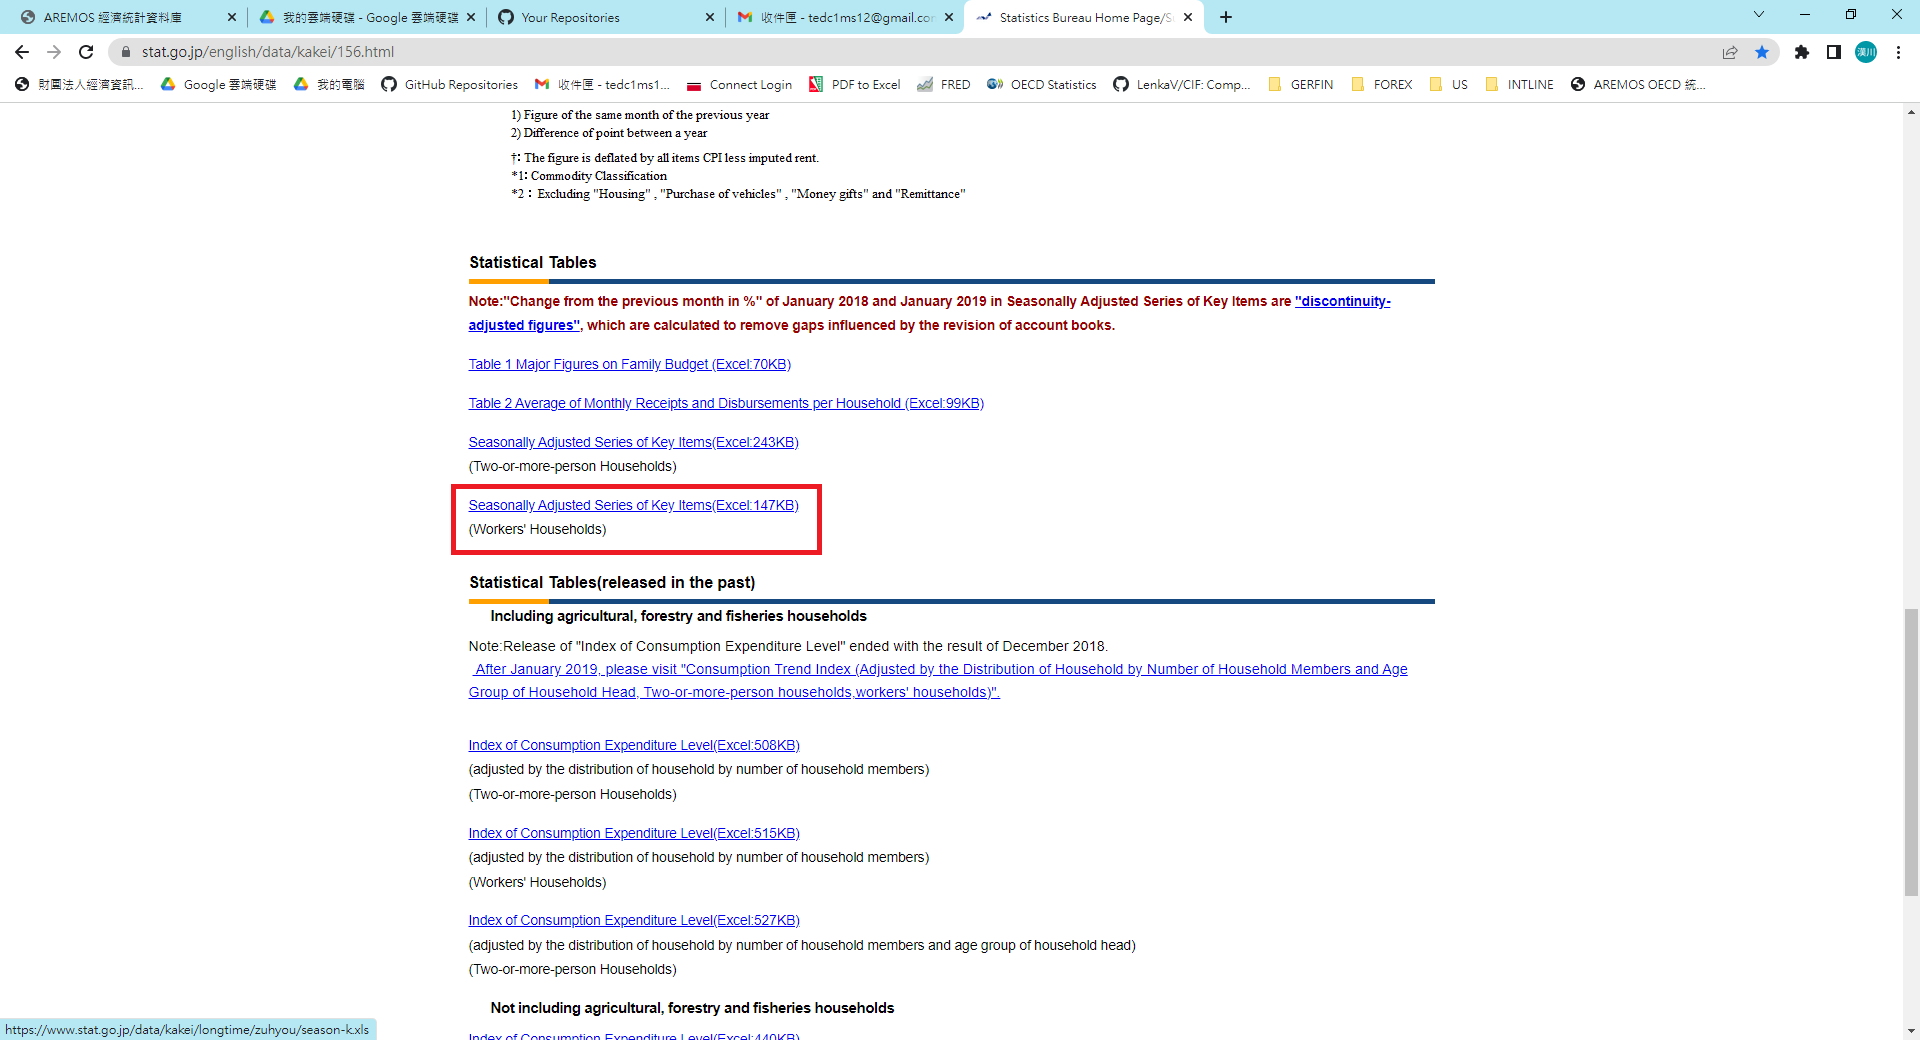 AREMOS 經濟統計資料庫
我的雲端硬碟 - Google 雲端硬碟
Your Repositories
收件匣 - tedc1ms12@gmail.cor
Statistics Bureau Home Page/S
stat.go.jp/english/data/kakei/156.html
漢川
財團法人經濟資訊...
Google 雲端硬碟
我的電腦
GitHub Repositories
收件匣 - tedc1ms1...
Connect Login
PDF to Excel
FRED
OECD Statistics
LenkaV/CIF: Comp...
GERFIN
FOREX
US
INTLINE
AREMOS OECD 統...
1) Figure of the same month of the previous year
2) Difference of point between a year
†: The figure is deflated by all items CPI less imputed rent.
*1: Commodity Classification
*2 : Excluding "Housing" , "Purchase of vehicles" , "Money gifts" and "Remittance"
Statistical Tables
Note:"Change from the previous month in %" of January 2018 and January 2019 in Seasonally Adjusted Series of Key Items are "discontinuity-
adjusted figures", which are calculated to remove gaps influenced by the revision of account books.
Table 1 Major Figures on Family Budget (Excel:70KB)
Table 2 Average of Monthly Receipts and Disbursements per Household (Excel:99KB)
Seasonally Adjusted Series of Key Items(Excel:243KB)
(Two-or-more-person Households)
Seasonally Adjusted Series of Key Items(Excel:147KB)
(Workers' Households)
Statistical Tables(released in the past)
Including agricultural, forestry and fisheries households
Note:Release of "Index of Consumption Expenditure Level" ended with the result of December 2018.
After January 2019, please visit "Consumption Trend Index (Adjusted by the Distribution of Household by Number of Household Members and Age
Group of Household Head, Two-or-more-person households,workers' households)".
Index of Consumption Expenditure Level(Excel:508KB)
(adjusted by the distribution of household by number of household members)
(Two-or-more-person Households)
Index of Consumption Expenditure Level(Excel:515KB)
(adjusted by the distribution of household by number of household members)
(Workers' Households)
Index of Consumption Expenditure Level(Excel:527KB)
(adjusted by the distribution of household by number of household members and age group of household head)
(Two-or-more-person Households)
Not including agricultural, forestry and fisheries households
Index of Consumption Expenditure Level(Excel:440KB)
https://www.stat.go.jp/data/kakei/longtime/zuhyou/season-k.xls